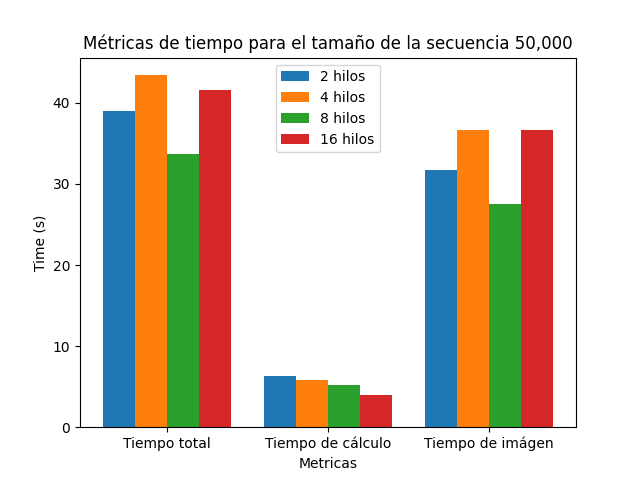 Métricas de tiempo para el tamaño de la secuencia 50,000
2 hilos
4 hilos
8 hilos
16 hilos
40
30
20
10
0
Time (s)
Tiempo total
Tiempo de cálculo
Tiempo de imágen
Metricas